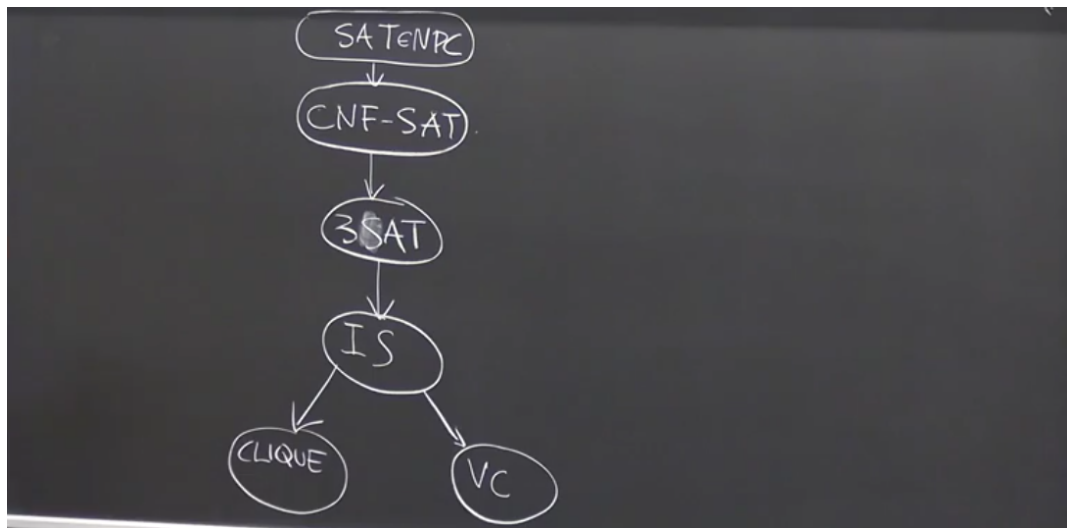 SAT∈NPC
CNF-SAT
3SAT
IS
CLIQUE
VC